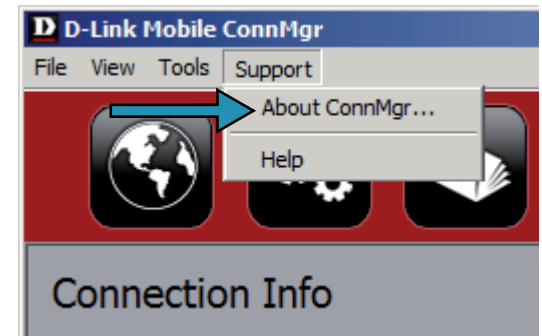 D D-Link Mobile ConnMgr
File View Tools Support
About ConnMgr...
Help
Connection Info